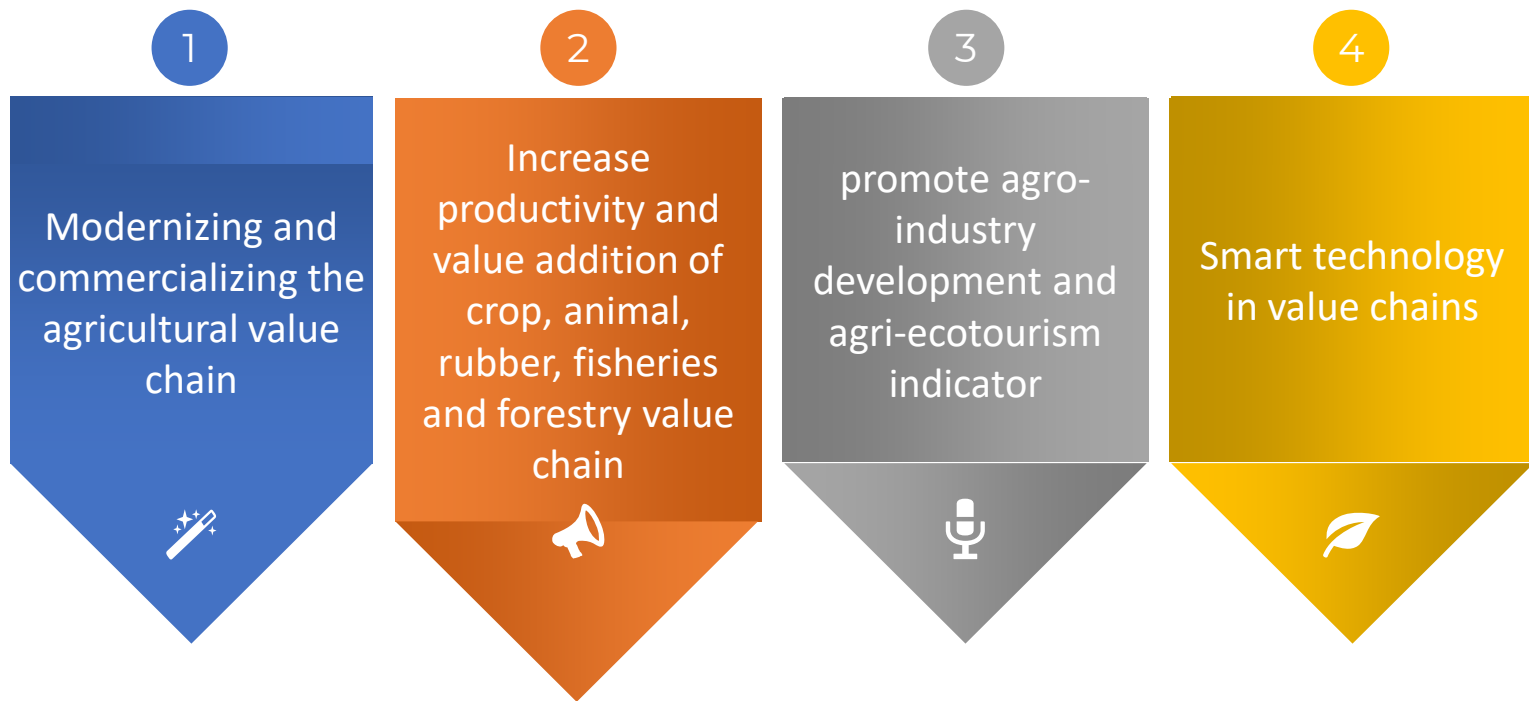 1
Modernizing and
commercializing the
agricultural value
chain
2
Increase
productivity and
value addition of
crop, animal,
rubber, fisheries
and forestry value
chain
3
promote agro-
industry
development and
agri-ecotourism
indicator
4
Smart technology
in value chains